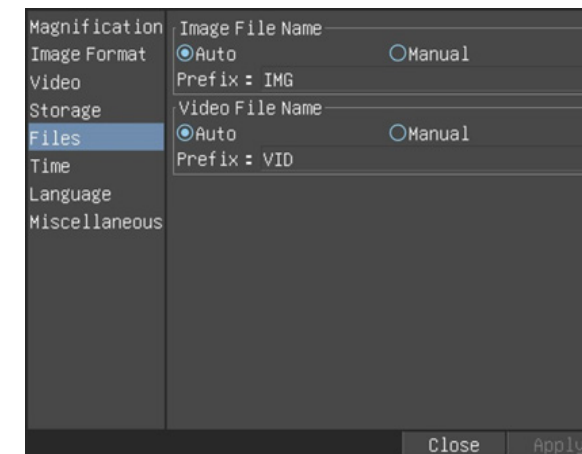 Magnification
Image Format
Video
Storage
Files
Time
Language
Miscellaneous
Image File Name
Auto Manual
Prefix : IMG
Video File Name
Auto Manual
Prefix : VID
Close Apply